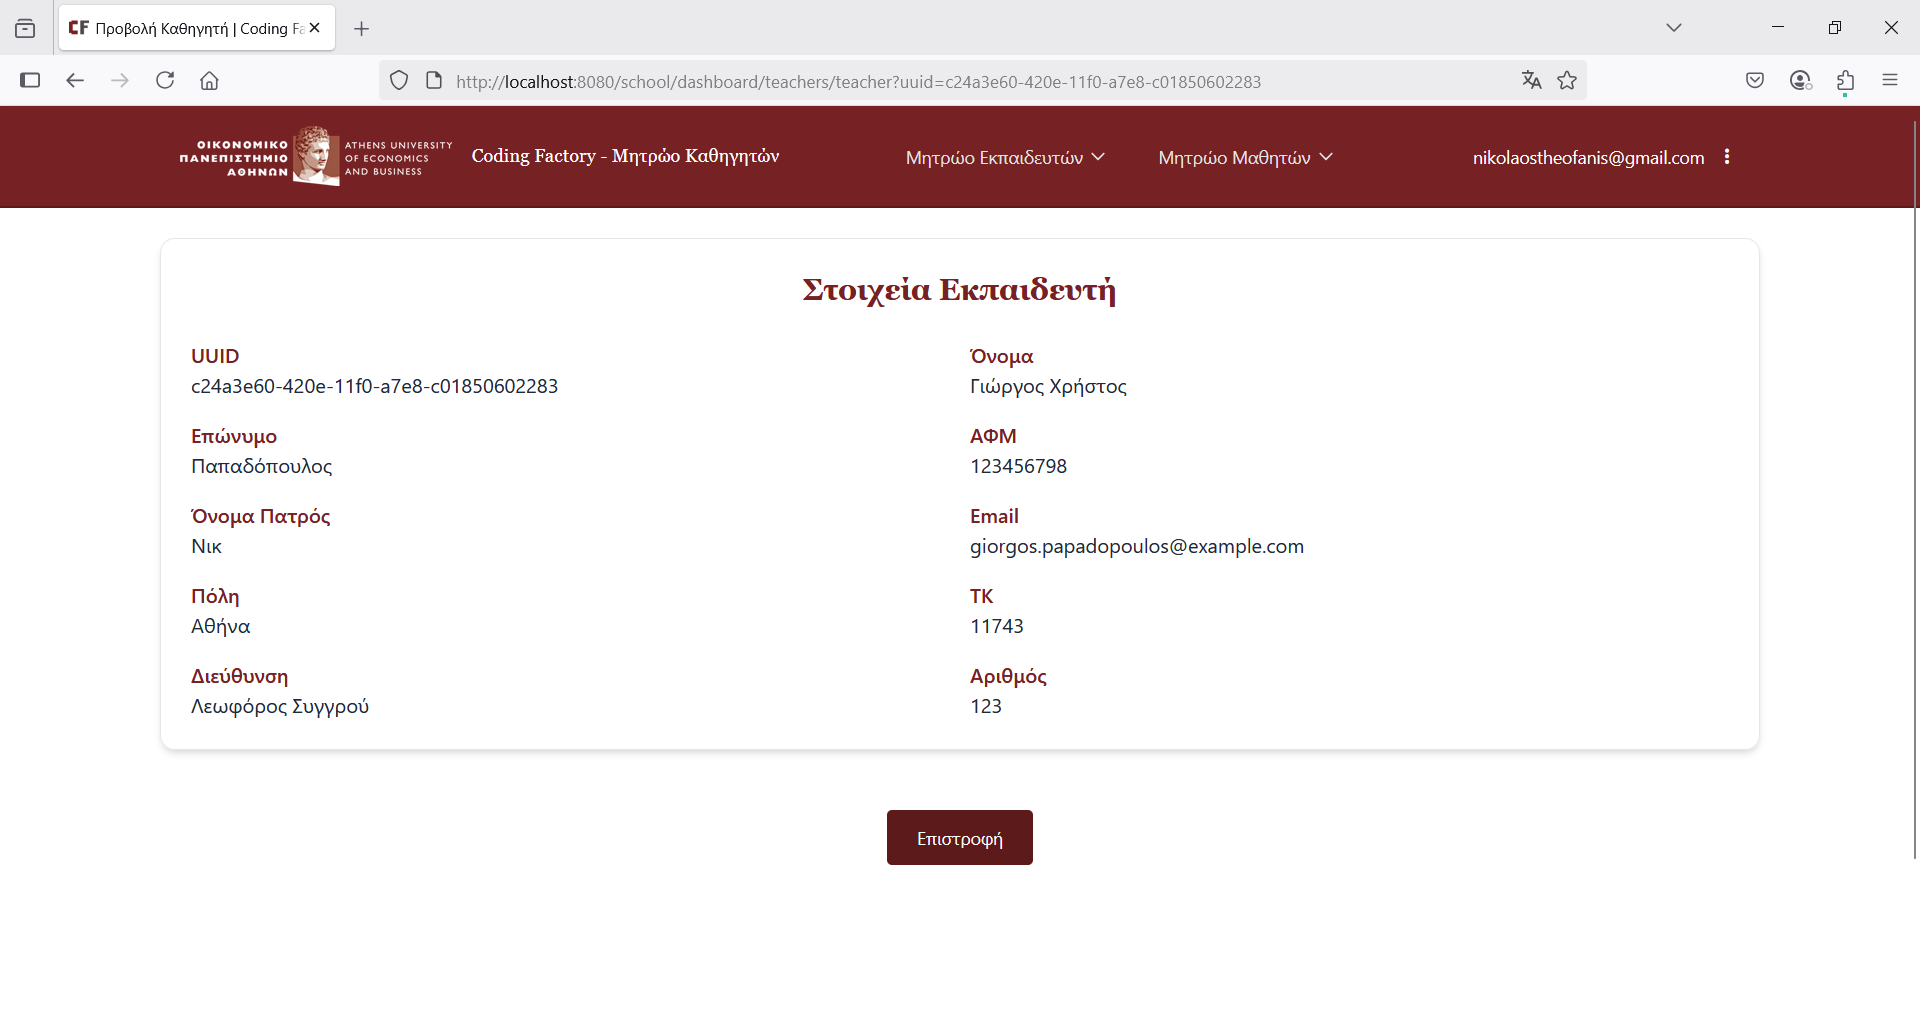 Προβολή Καθηγητή | Coding Fa
http://localhost:8080/school/dashboard/teachers/teacher?uuid=c24a3e60-420e-11f0-a7e8-c01850602283
ΟΙΚΟΝΟΜΙΚΟ
ΠΑΝΕΠΙΣΤΗΜΙΟ
ΑΘΗΝΩΝ
ATHENS UNIVERSITY
OF ECONOMICS
AND BUSINESS
Coding Factory - Μητρώο Καθηγητών
Μητρώο Εκπαιδευτών
Μητρώο Μαθητών
nikolaostheofanis@gmail.com
Στοιχεία Εκπαιδευτή
UUID
c24a3e60-420e-11f0-a7e8-c01850602283
Όνομα
Γιώργος Χρήστος
Επώνυμο
Παπαδόπουλος
ΑΦΜ
123456798
Όνομα Πατρός
Νικ
Email
giorgos.papadopoulos@example.com
Πόλη
Αθήνα
ΤΚ
11743
Διεύθυνση
Λεωφόρος Συγγρού
Αριθμός
123
Επιστροφή